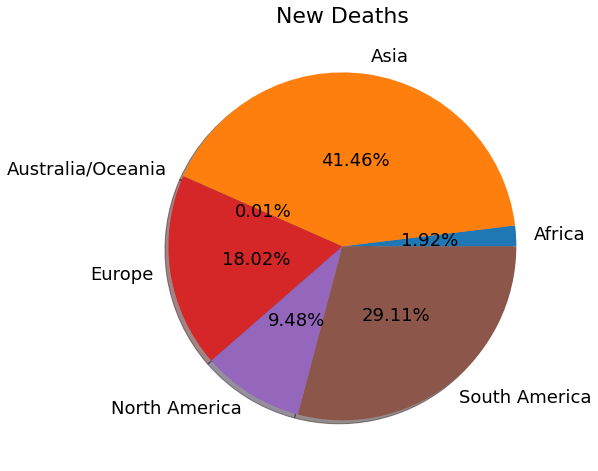 New Deaths
Asia
41.46%
Australia/Oceania
0.01%
1.92%
Africa
18.02%
Europe
9.48%
29.11%
North America
South America